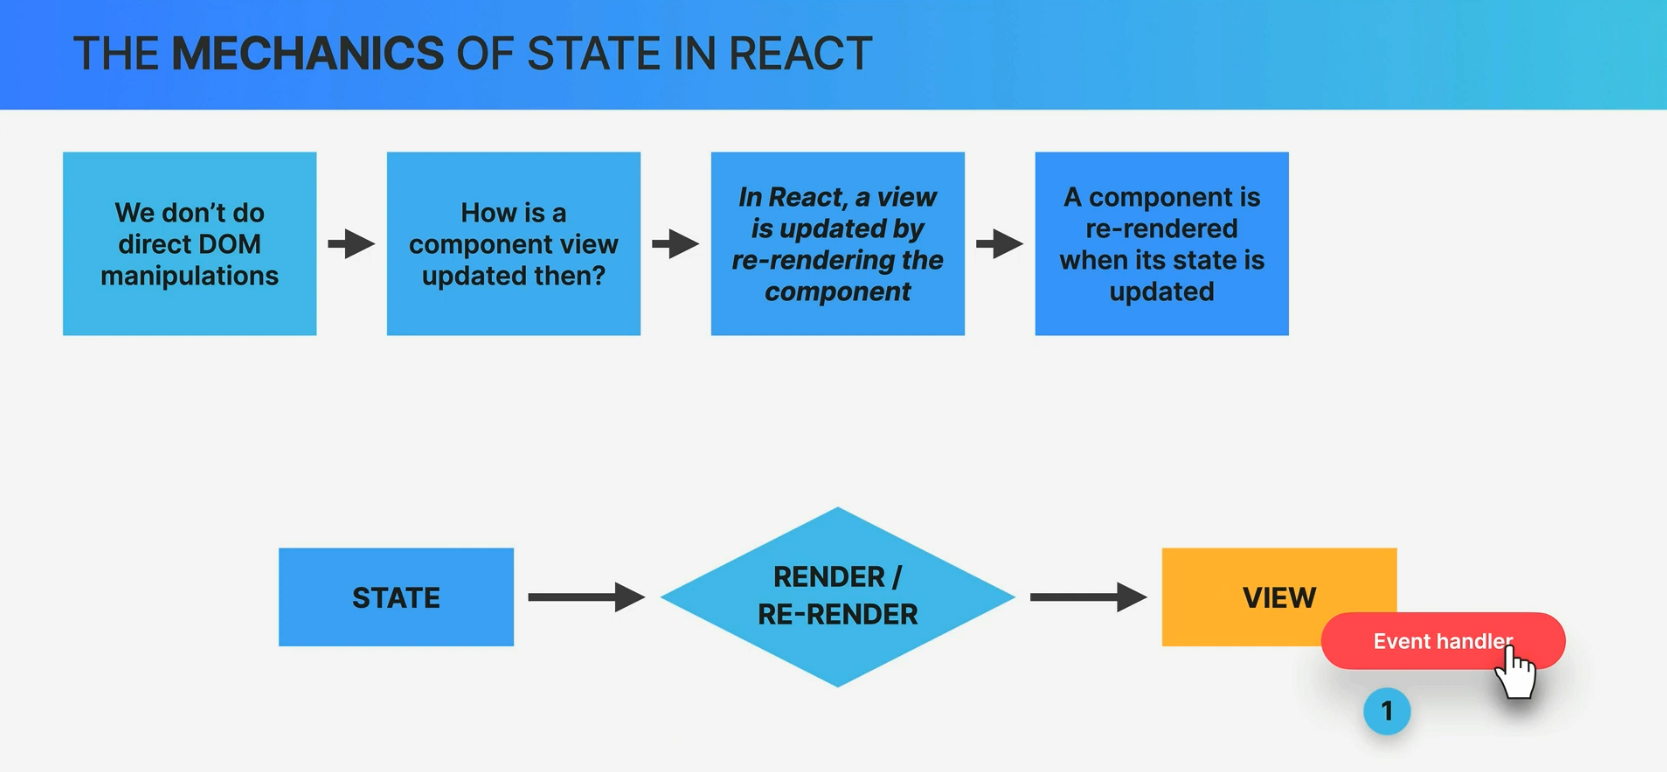 THE MECHANICS OF STATE IN REACT
We don’t do
direct DOM
manipulations
How is a
component view
updated then?
In React, a view
is updated by
re-rendering the
component
A component is
re-rendered
when its state is
updated
STATE
RENDER /
RE-RENDER
VIEW
Event handler
1